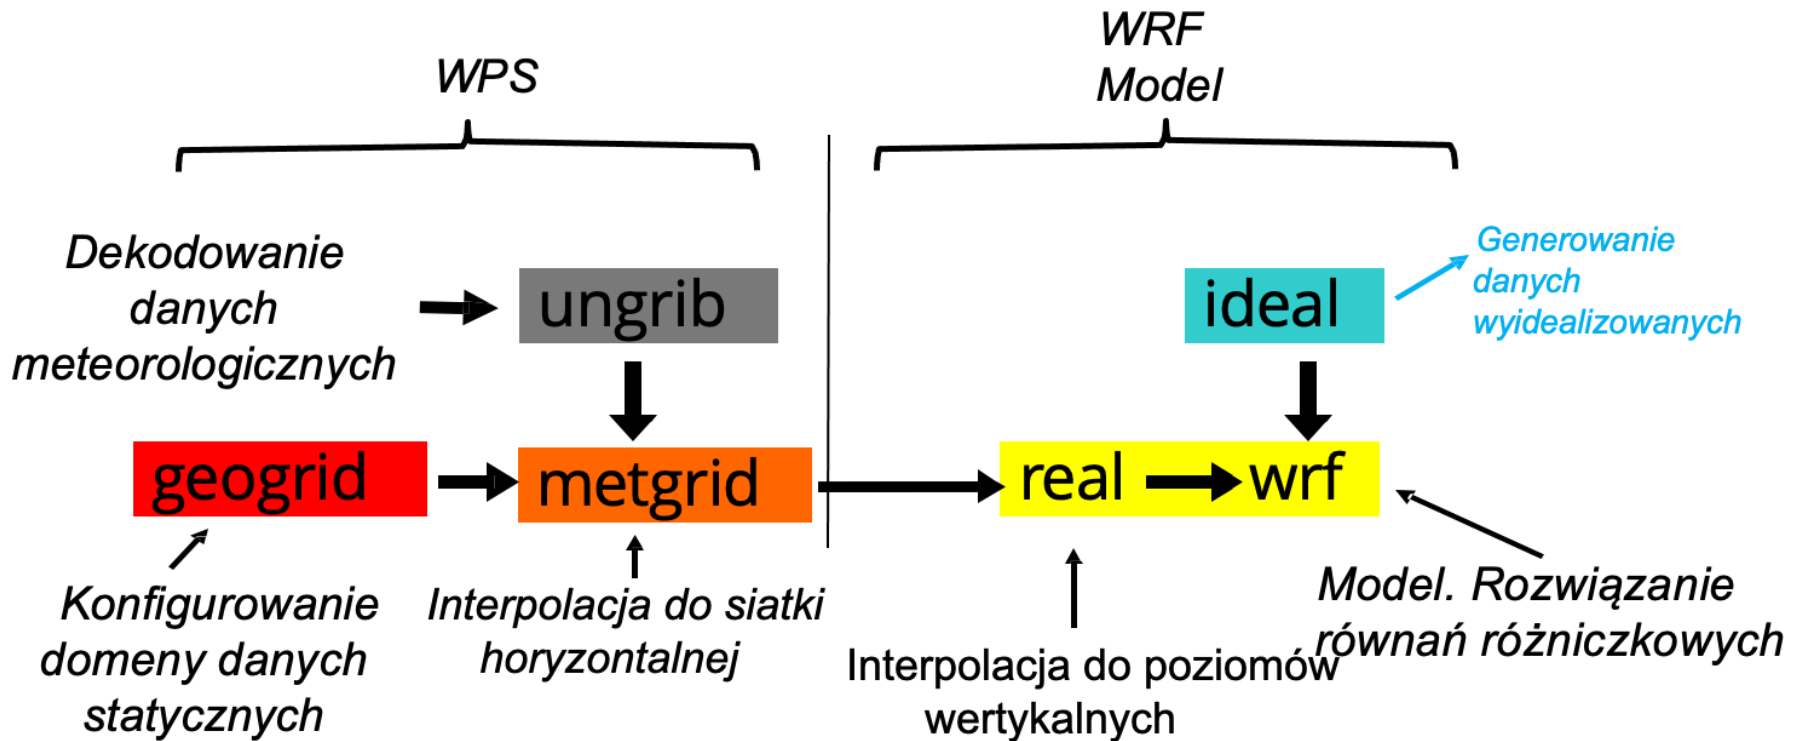 WPS
WRF
Model
Dekodowanie
danych
meteorologicznych
ungrib
ideal
Generowanie
danych
wyidealizowanych
geogrid
metgrid
real
wrf
Konfigurowanie
domeny danych
statycznych
Interpolacja do siatki
horyzontalnej
Interpolacja do poziomów
wertykalnych
Model. Rozwiązanie
równań różniczkowych